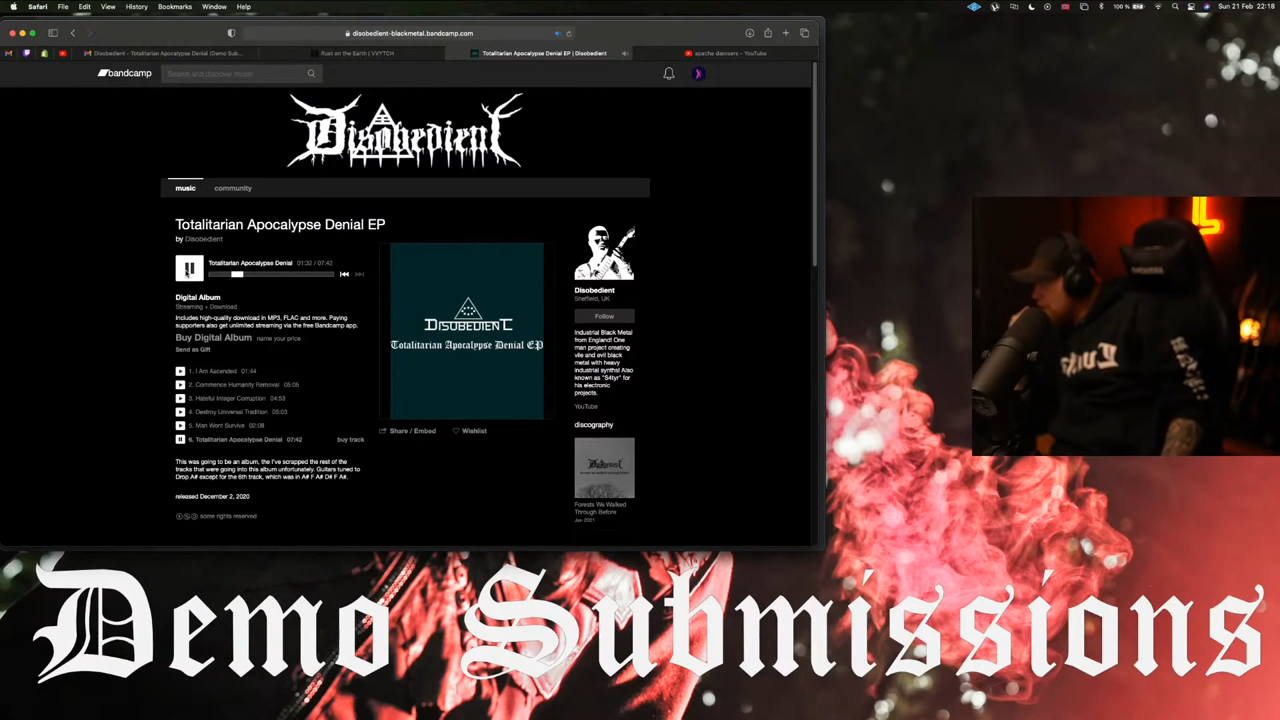 Safari File Edit View History Bookmarks Window Help
100 % Sun 21 Feb 22:18
disobedient-blackmetal.bandcamp.com
Disobedient - Totalitarian Apocalypse Denial (Demo Sub...
Rust on the Earth | VVYTCH
Totalitarian Apocalypse Denial EP | Disobedient
apache dancers - YouTube
bandcamp
Search and discover music
Disobedient
music community
Totalitarian Apocalypse Denial EP
by Disobedient
Totalitarian Apocalypse Denial 01:32 / 07:42
Digital Album
Streaming + Download
Includes high-quality download in MP3, FLAC and more. Paying
supporters also get unlimited streaming via the free Bandcamp app.
Buy Digital Album name your price
Send as Gift
1. I Am Ascended 01:44
2. Commence Humanity Removal 05:05
3. Hateful Integer Corruption 04:53
4. Destroy Universal Tradition 05:03
5. Man Wont Survive 02:08
6. Totalitarian Apocalypse Denial 07:42 buy track
This was going to be an album, the I've scrapped the rest of the
tracks that were going into this album unfortunately. Guitars tuned to
Drop A# except for the 6th track, which was in A# F A# D# F A#.
released December 2, 2020
some rights reserved
DISOBEDIENT
Totalitarian Apocalypse Denial EP
Share / Embed Wishlist
Disobedient
Sheffield, UK
Follow
Industrial Black Metal
from England! One
man project creating
vile and evil black
metal with heavy
industrial synths! Also
known as "S4tyr" for
his electronic
projects.
YouTube
discography
Disobedient
Forests We Walked
Through Before
Jan 2021
Demo Submissions